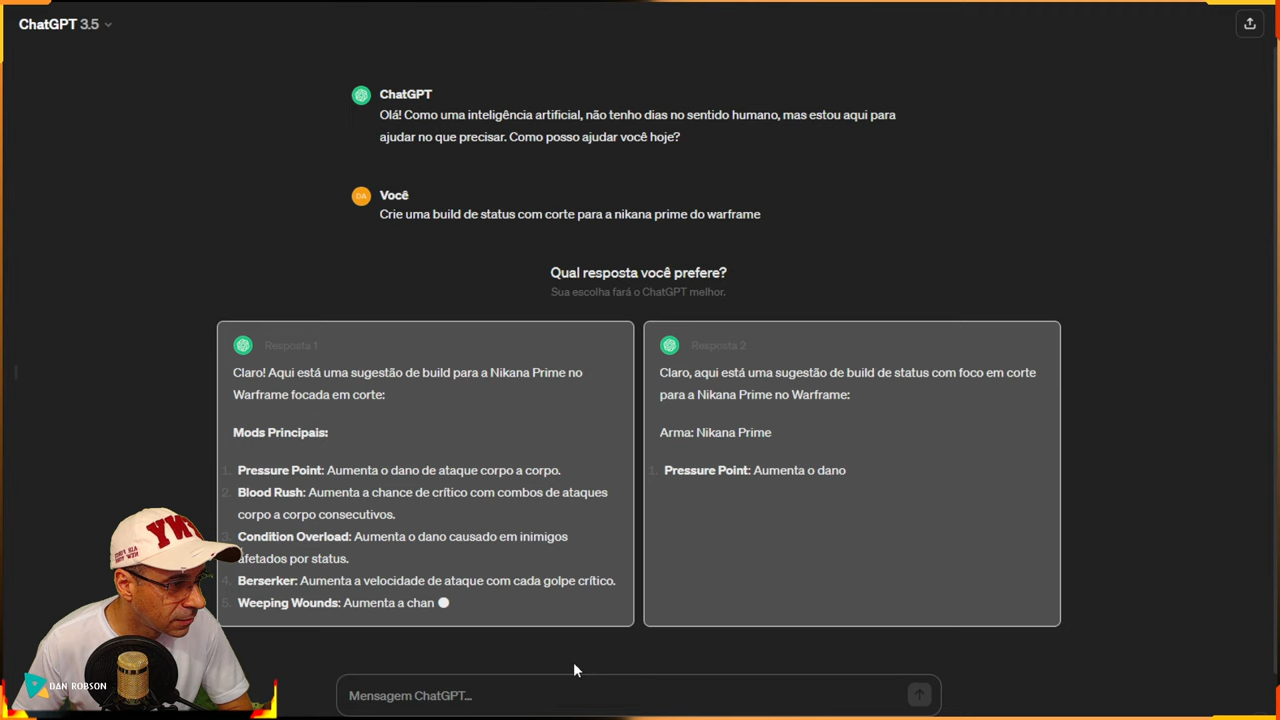 ChatGPT 3.5
ChatGPT
Olá! Como uma inteligência artificial, não tenho dias no sentido humano, mas estou aqui para
ajudar no que precisar. Como posso ajudar você hoje?
DA
Você
Crie uma build de status com corte para a nikana prime do warframe
Qual resposta você prefere?
Sua escolha fará o ChatGPT melhor.
Resposta 1
Claro! Aqui está uma sugestão de build para a Nikana Prime no
Warframe focada em corte:
Mods Principais:
1. Pressure Point: Aumenta o dano de ataque corpo a corpo.
2. Blood Rush: Aumenta a chance de crítico com combos de ataques
corpo a corpo consecutivos.
3. Condition Overload: Aumenta o dano causado em inimigos
afetados por status.
4. Berserker: Aumenta a velocidade de ataque com cada golpe crítico.
5. Weeping Wounds: Aumenta a chan
Resposta 2
Claro, aqui está uma sugestão de build de status com foco em corte
para a Nikana Prime no Warframe:
Arma: Nikana Prime
1. Pressure Point: Aumenta o dano
Mensagem ChatGPT...
DAN ROBSON